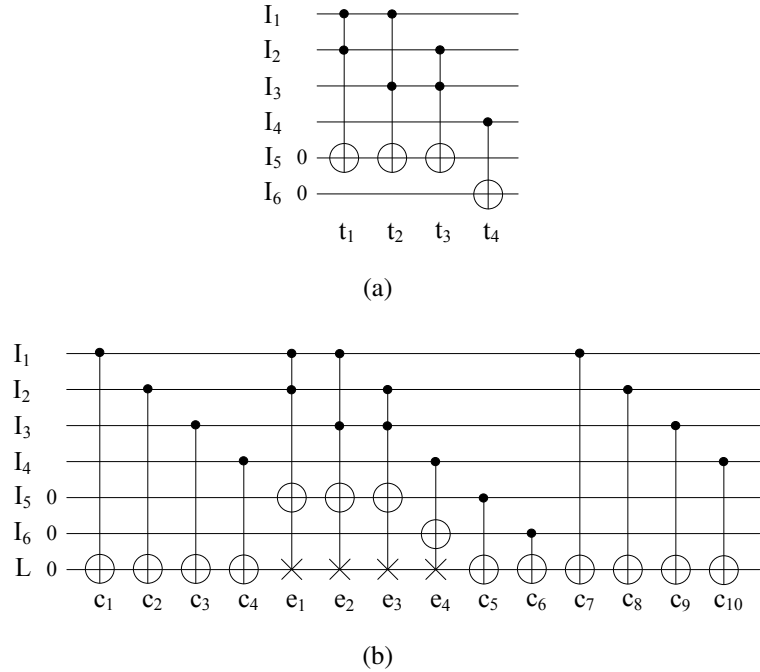 I₁
I₂
I₃
I₄
I₅ 0
I₆ 0
t₁ t₂ t₃ t₄
(a)
I₁
I₂
I₃
I₄
I₅ 0
I₆ 0
L 0
c₁ c₂ c₃ c₄ e₁ e₂ e₃ e₄ c₅ c₆ c₇ c₈ c₉ c₁₀
(b)